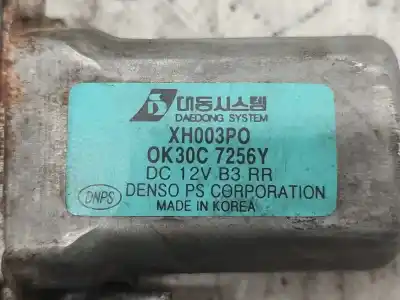 대동시스템
DAEDONG SYSTEM
XH003PO
OK30C 7256Y
DC 12V B3 RR
DENSO PS CORPORATION
DNPS
MADE IN KOREA